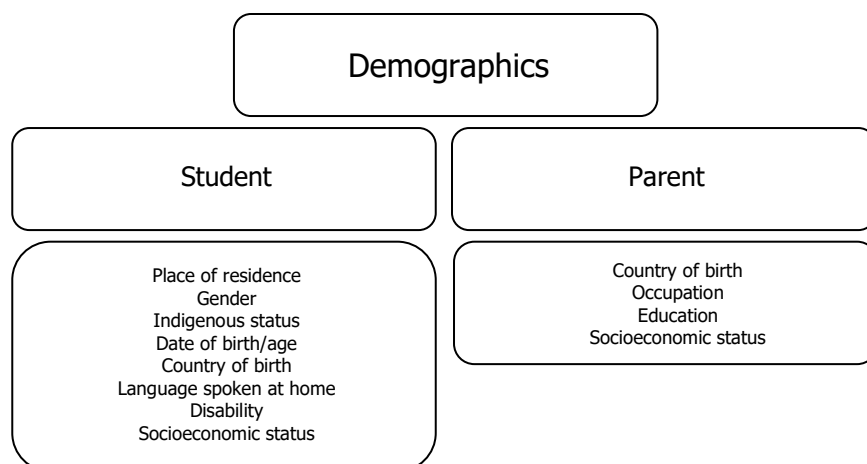 Demographics
Student
Parent
Place of residence
Gender
Indigenous status
Date of birth/age
Country of birth
Language spoken at home
Disability
Socioeconomic status
Country of birth
Occupation
Education
Socioeconomic status